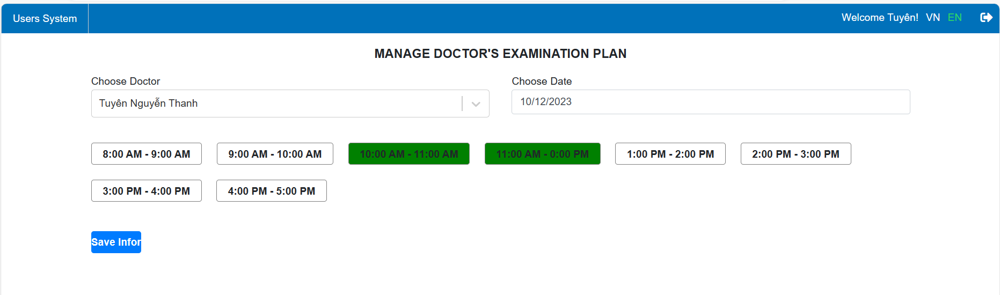 Users System
Welcome Tuyên! VN EN
MANAGE DOCTOR'S EXAMINATION PLAN
Choose Doctor
Choose Date
Tuyên Nguyễn Thanh
10/12/2023
8:00 AM - 9:00 AM
9:00 AM - 10:00 AM
10:00 AM - 11:00 AM
11:00 AM - 0:00 PM
1:00 PM - 2:00 PM
2:00 PM - 3:00 PM
3:00 PM - 4:00 PM
4:00 PM - 5:00 PM
Save Infor